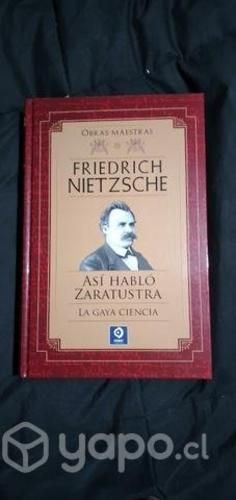 OBRAS MAESTRAS
FRIEDRICH
NIETZSCHE
ASÍ HABLÓ
ZARATUSTRA
LA GAYA CIENCIA
yapo.cl